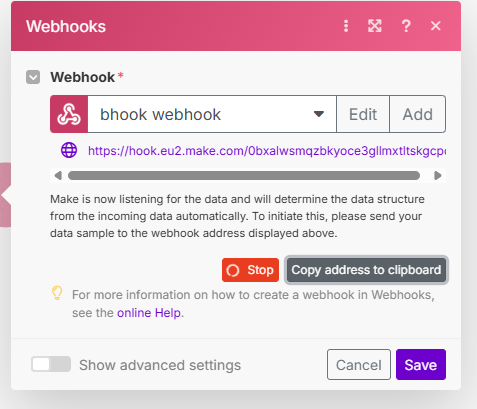 Webhooks
Webhook *
bhook webhook
Edit
Add
https://hook.eu2.make.com/0bxalwsmqzbkyoce3gllmxtltskgcpc
Make is now listening for the data and will determine the data structure
from the incoming data automatically. To initiate this, please send your
data sample to the webhook address displayed above.
Stop
Copy address to clipboard
For more information on how to create a webhook in Webhooks,
see the online Help.
Show advanced settings
Cancel
Save